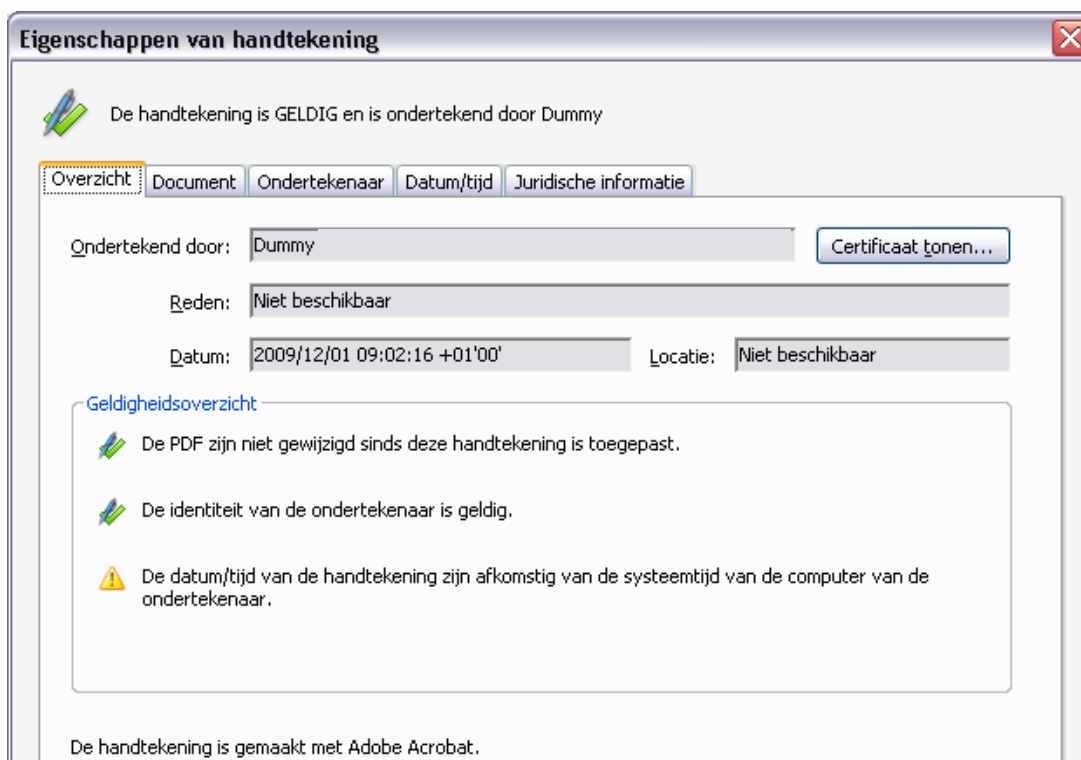 Eigenschappen van handtekening
De handtekening is GELDIG en is ondertekend door Dummy
Overzicht Document Ondertekenaar Datum/tijd Juridische informatie
Ondertekend door: Dummy Certificaat tonen...
Reden: Niet beschikbaar
Datum: 2009/12/01 09:02:16 +01'00' Locatie: Niet beschikbaar
Geldigheidsoverzicht
De PDF zijn niet gewijzigd sinds deze handtekening is toegepast.
De identiteit van de ondertekenaar is geldig.
De datum/tijd van de handtekening zijn afkomstig van de systeemtijd van de computer van de
ondertekenaar.
De handtekening is gemaakt met Adobe Acrobat.